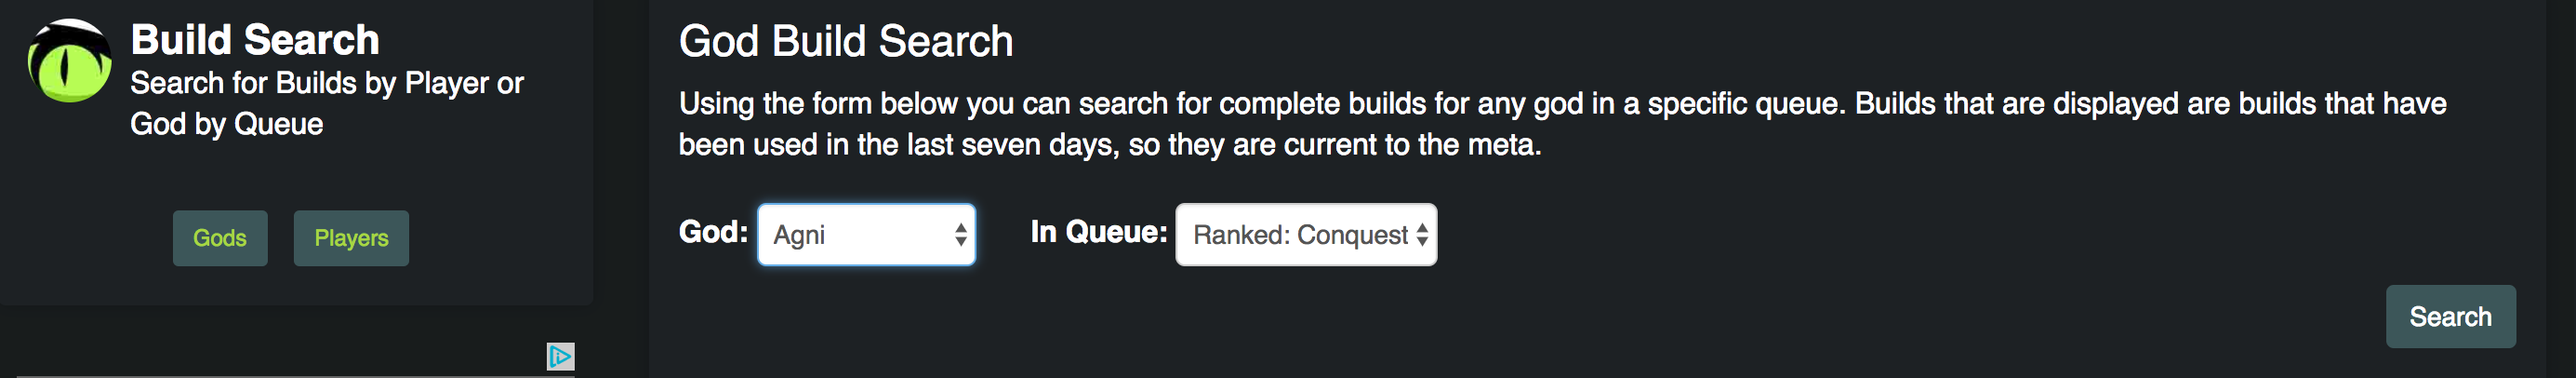 Build Search
Search for Builds by Player or
God by Queue
Gods
Players
God Build Search
Using the form below you can search for complete builds for any god in a specific queue. Builds that are displayed are builds that have
been used in the last seven days, so they are current to the meta.
God: Agni In Queue: Ranked: Conquest
Search